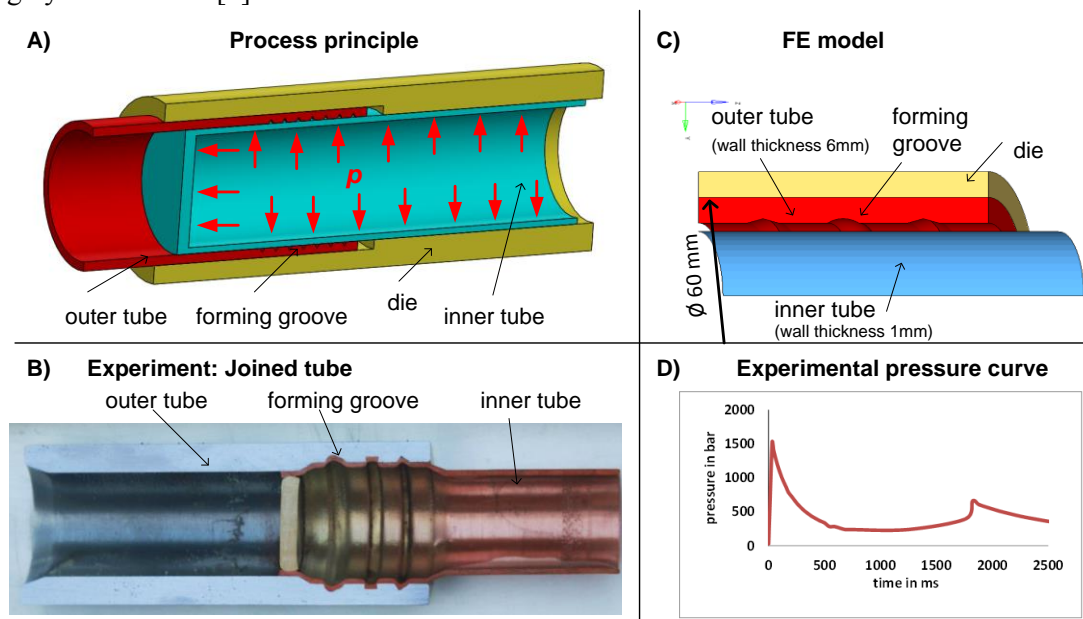 A) Process principle
p
outer tube
forming groove
die
inner tube
C) FE model
outer tube
(wall thickness 6mm)
forming
groove
die
Ø 60 mm
inner tube
(wall thickness 1mm)
B) Experiment: Joined tube
outer tube
forming groove
inner tube
D) Experimental pressure curve
pressure in bar
2000
1500
1000
500
0
0 500 1000 1500 2000 2500
time in ms